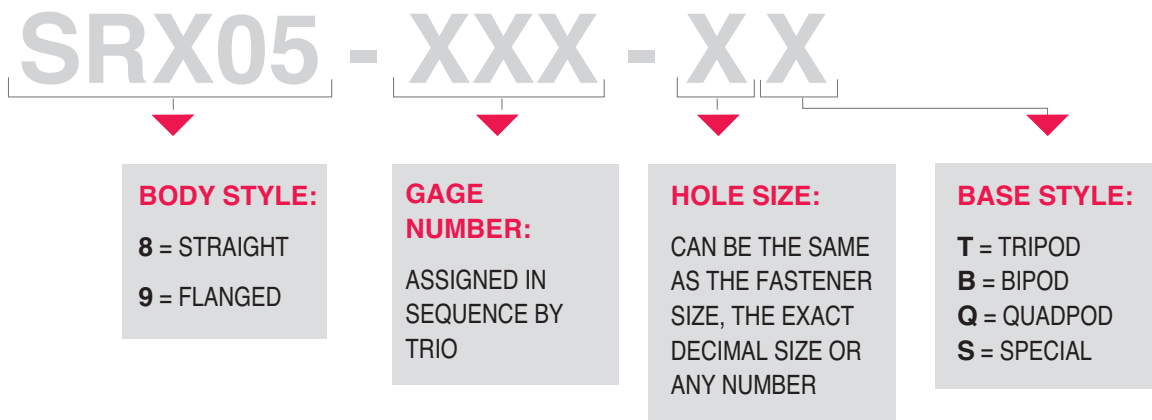 SRX05 - XXX - X X
BODY STYLE:
8 = STRAIGHT
9 = FLANGED
GAGE
NUMBER:
ASSIGNED IN
SEQUENCE BY
TRIO
HOLE SIZE:
CAN BE THE SAME
AS THE FASTENER
SIZE, THE EXACT
DECIMAL SIZE OR
ANY NUMBER
BASE STYLE:
T = TRIPOD
B = BIPOD
Q = QUADPOD
S = SPECIAL